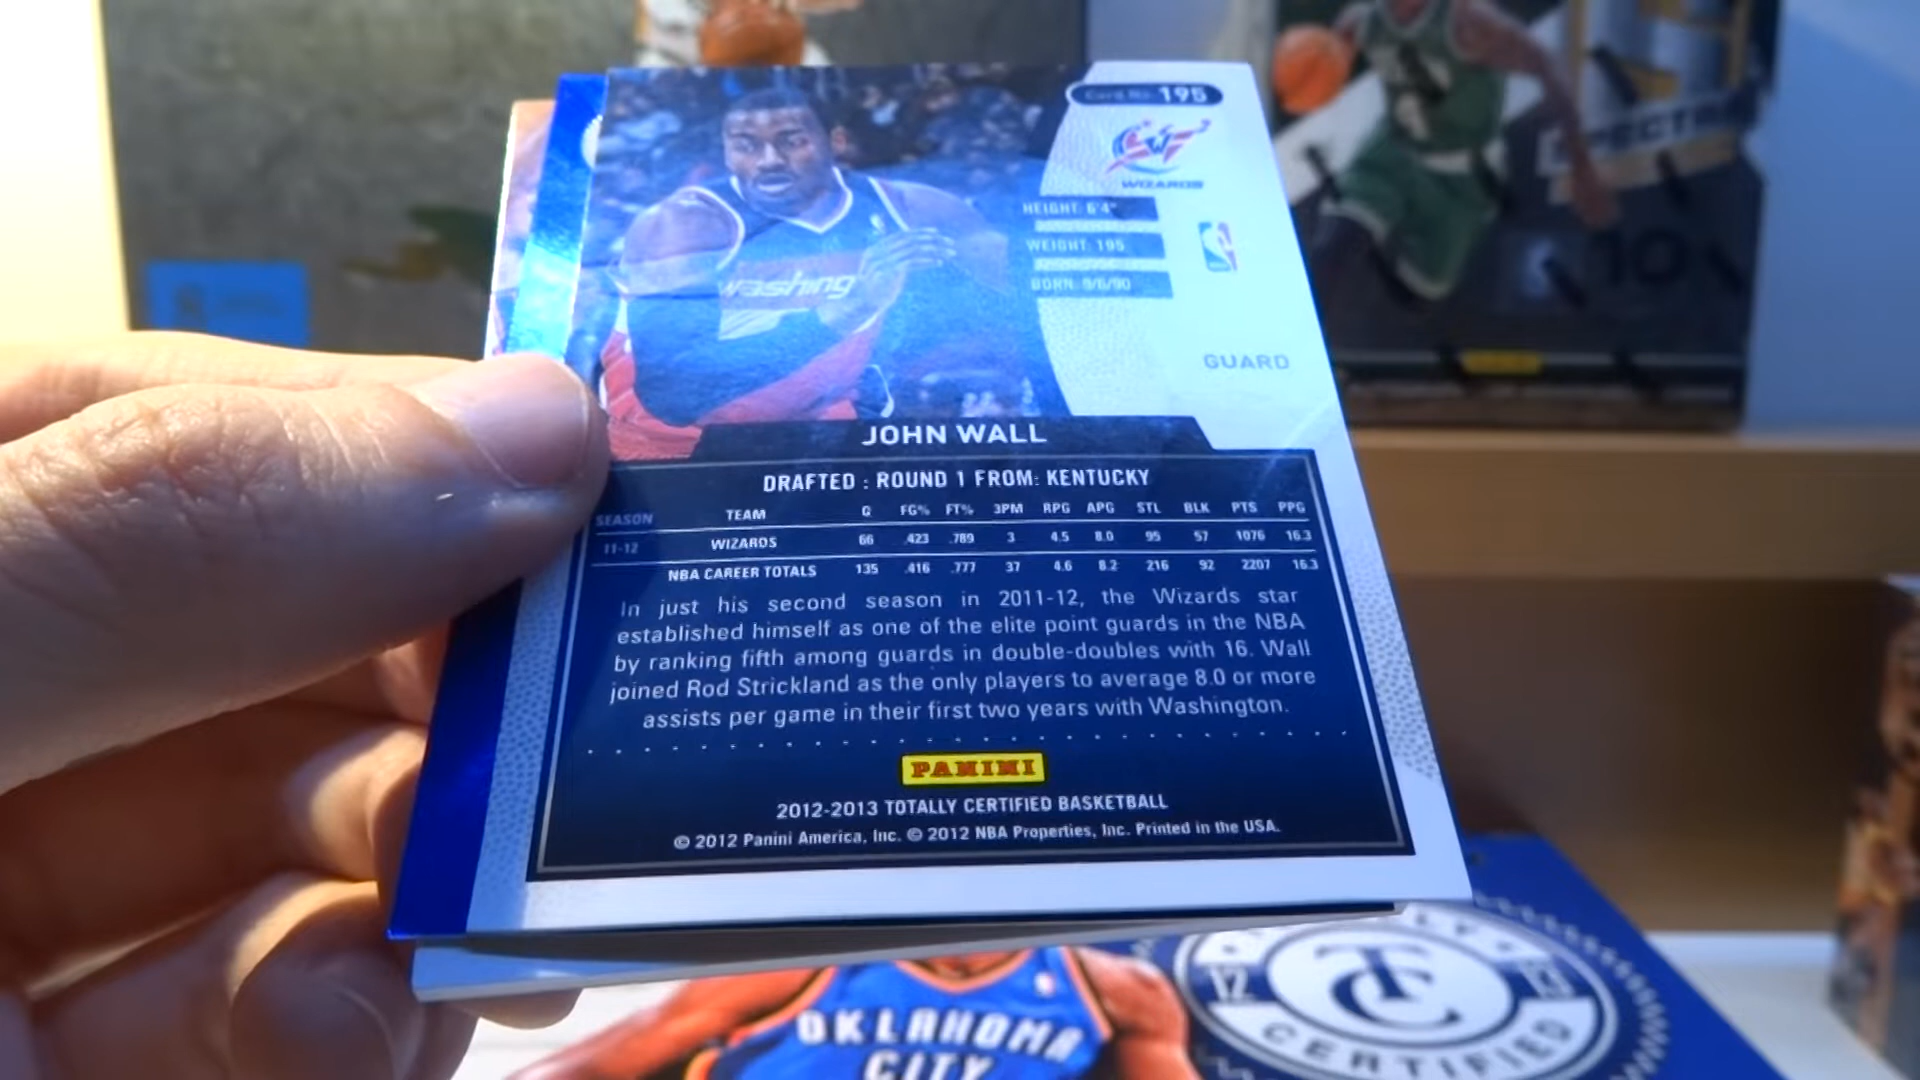 Card No. 195
WIZARDS
HEIGHT: 6'4"
WEIGHT: 195
BORN: 9/6/90
GUARD
washing
JOHN WALL
DRAFTED : ROUND 1 FROM: KENTUCKY
SEASON TEAM G FG% FT% 3PM RPG APG STL BLK PTS PPG
11-12 WIZARDS 66 .423 .789 3 4.5 8.0 95 57 1076 16.3
NBA CAREER TOTALS 135 .416 .777 37 4.6 8.2 216 92 2207 16.3
In just his second season in 2011-12, the Wizards star
established himself as one of the elite point guards in the NBA
by ranking fifth among guards in double-doubles with 16. Wall
joined Rod Strickland as the only players to average 8.0 or more
assists per game in their first two years with Washington.
PANINI
2012-2013 TOTALLY CERTIFIED BASKETBALL
© 2012 Panini America, Inc. © 2012 NBA Properties, Inc. Printed in the USA.
OKLAHOMA
CITY
12 TC 13
CERTIFIED